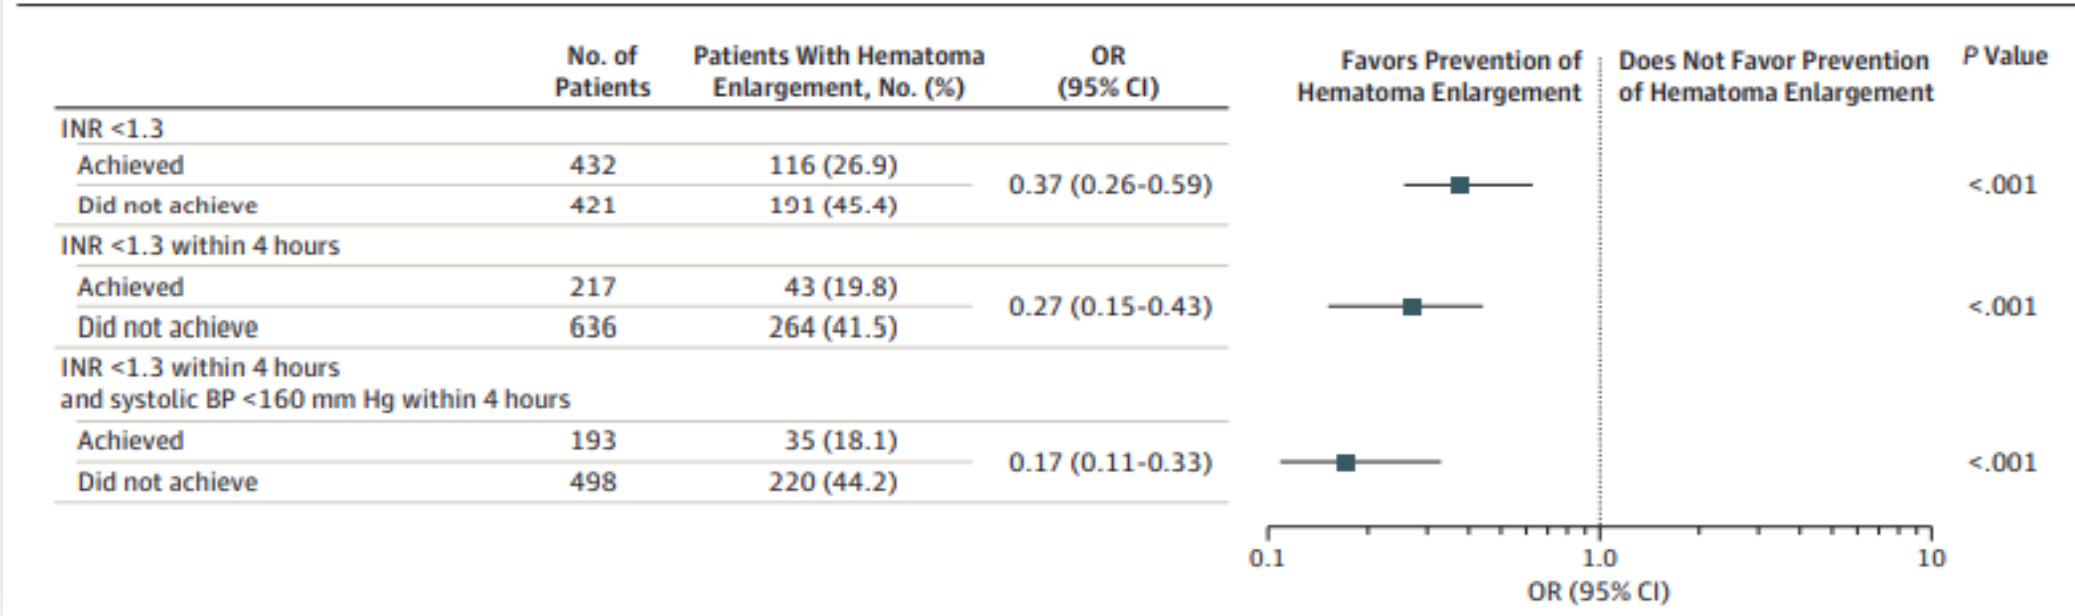 No. of Patients With Hematoma OR Favors Prevention of Does Not Favor Prevention P Value
Patients Enlargement, No. (%) (95% CI) Hematoma Enlargement of Hematoma Enlargement
INR <1.3
Achieved 432 116 (26.9)
0.37 (0.26-0.59) <.001
Did not achieve 421 191 (45.4)
INR <1.3 within 4 hours
Achieved 217 43 (19.8)
0.27 (0.15-0.43) <.001
Did not achieve 636 264 (41.5)
INR <1.3 within 4 hours
and systolic BP <160 mm Hg within 4 hours
Achieved 193 35 (18.1)
0.17 (0.11-0.33) <.001
Did not achieve 498 220 (44.2)
0.1 1.0 10
OR (95% CI)